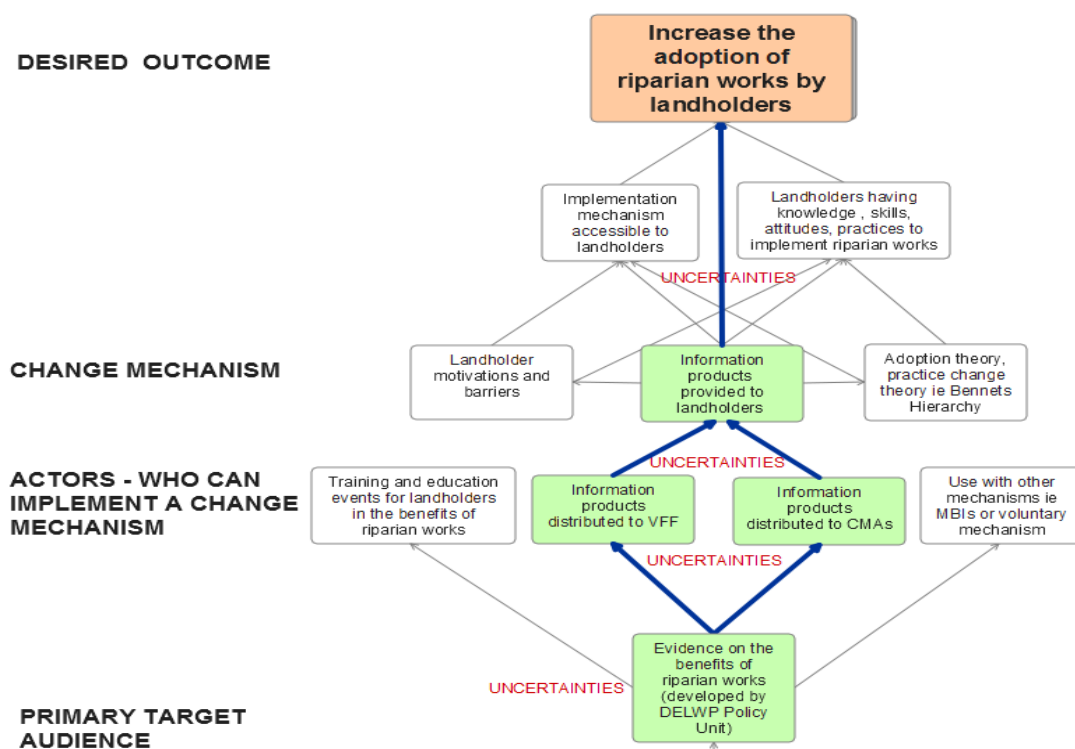 DESIRED OUTCOME
Increase the
adoption of
riparian works by
landholders
Implementation
mechanism
accessible to
landholders
Landholders having
knowledge , skills,
attitudes, practices to
implement riparian works
UNCERTAINTIES
CHANGE MECHANISM
Landholder
motivations and
barriers
Information
products
provided to
landholders
Adoption theory,
practice change
theory ie Bennets
Hierarchy
ACTORS - WHO CAN
IMPLEMENT A CHANGE
MECHANISM
UNCERTAINTIES
Training and education
events for landholders
in the benefits of
riparian works
Information
products
distributed to VFF
Information
products
distributed to CMAs
Use with other
mechanisms ie
MBIs or voluntary
mechanism
UNCERTAINTIES
Evidence on the
benefits of
riparian works
(developed by
DELWP Policy
Unit)
UNCERTAINTIES
PRIMARY TARGET
AUDIENCE